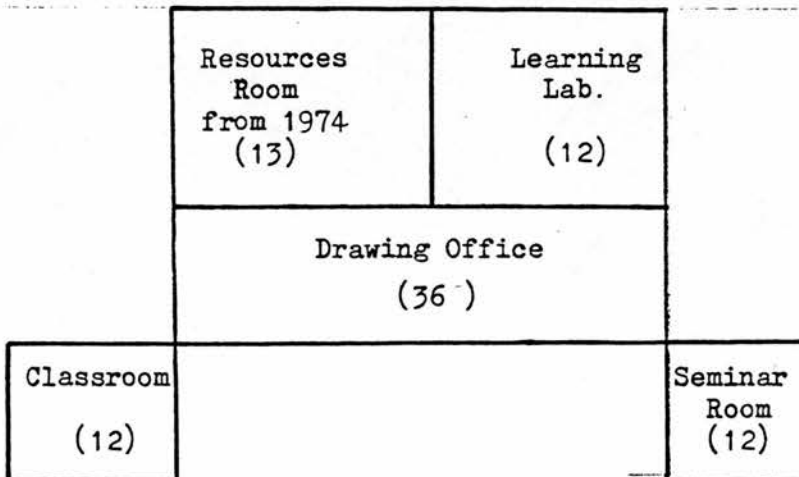 Resources
Room
from 1974
(13)
Learning
Lab.
(12)
Drawing Office
(36 )
Classroom
(12)
Seminar
Room
(12)